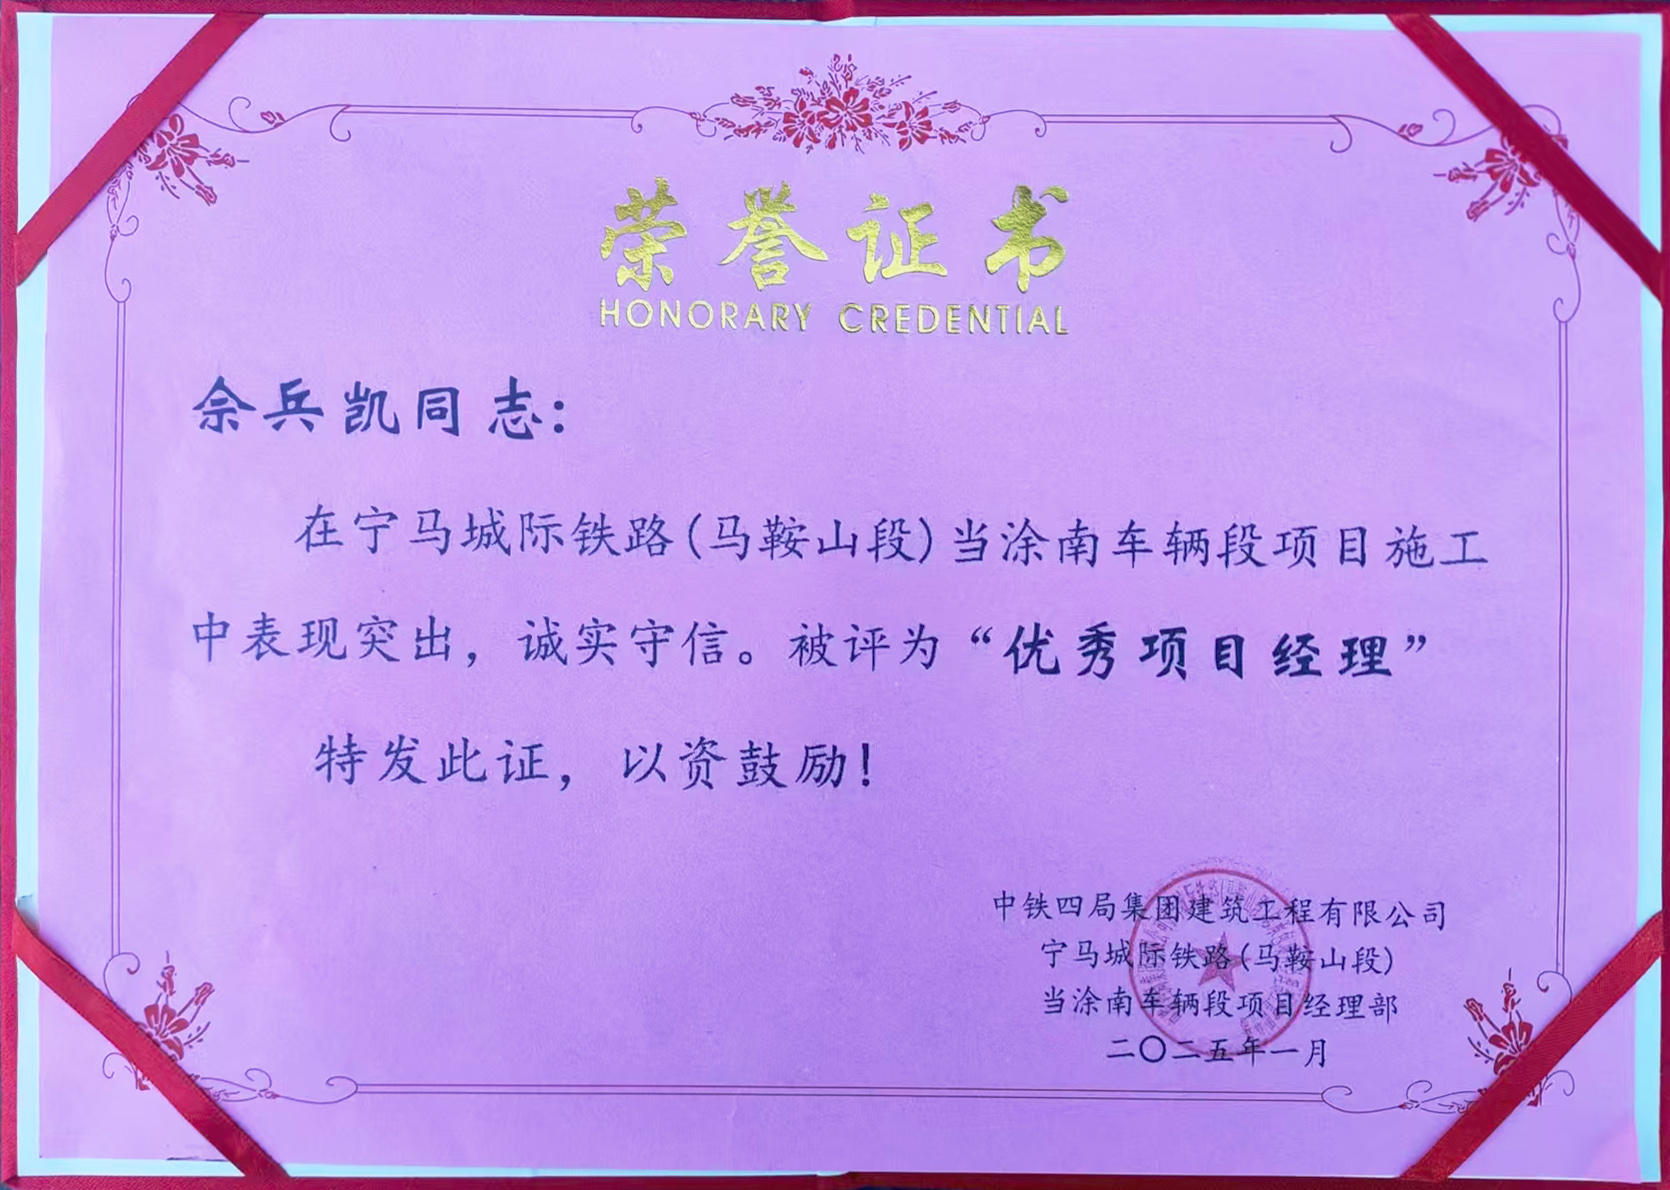 荣誉证书
HONORARY CREDENTIAL
佘兵凯同志：
在宁马城际铁路(马鞍山段)当涂南车辆段项目施工
中表现突出，诚实守信。被评为“优秀项目经理”
特发此证，以资鼓励！
中铁四局集团建筑工程有限公司
宁马城际铁路(马鞍山段)
当涂南车辆段项目经理部
二〇二五年一月